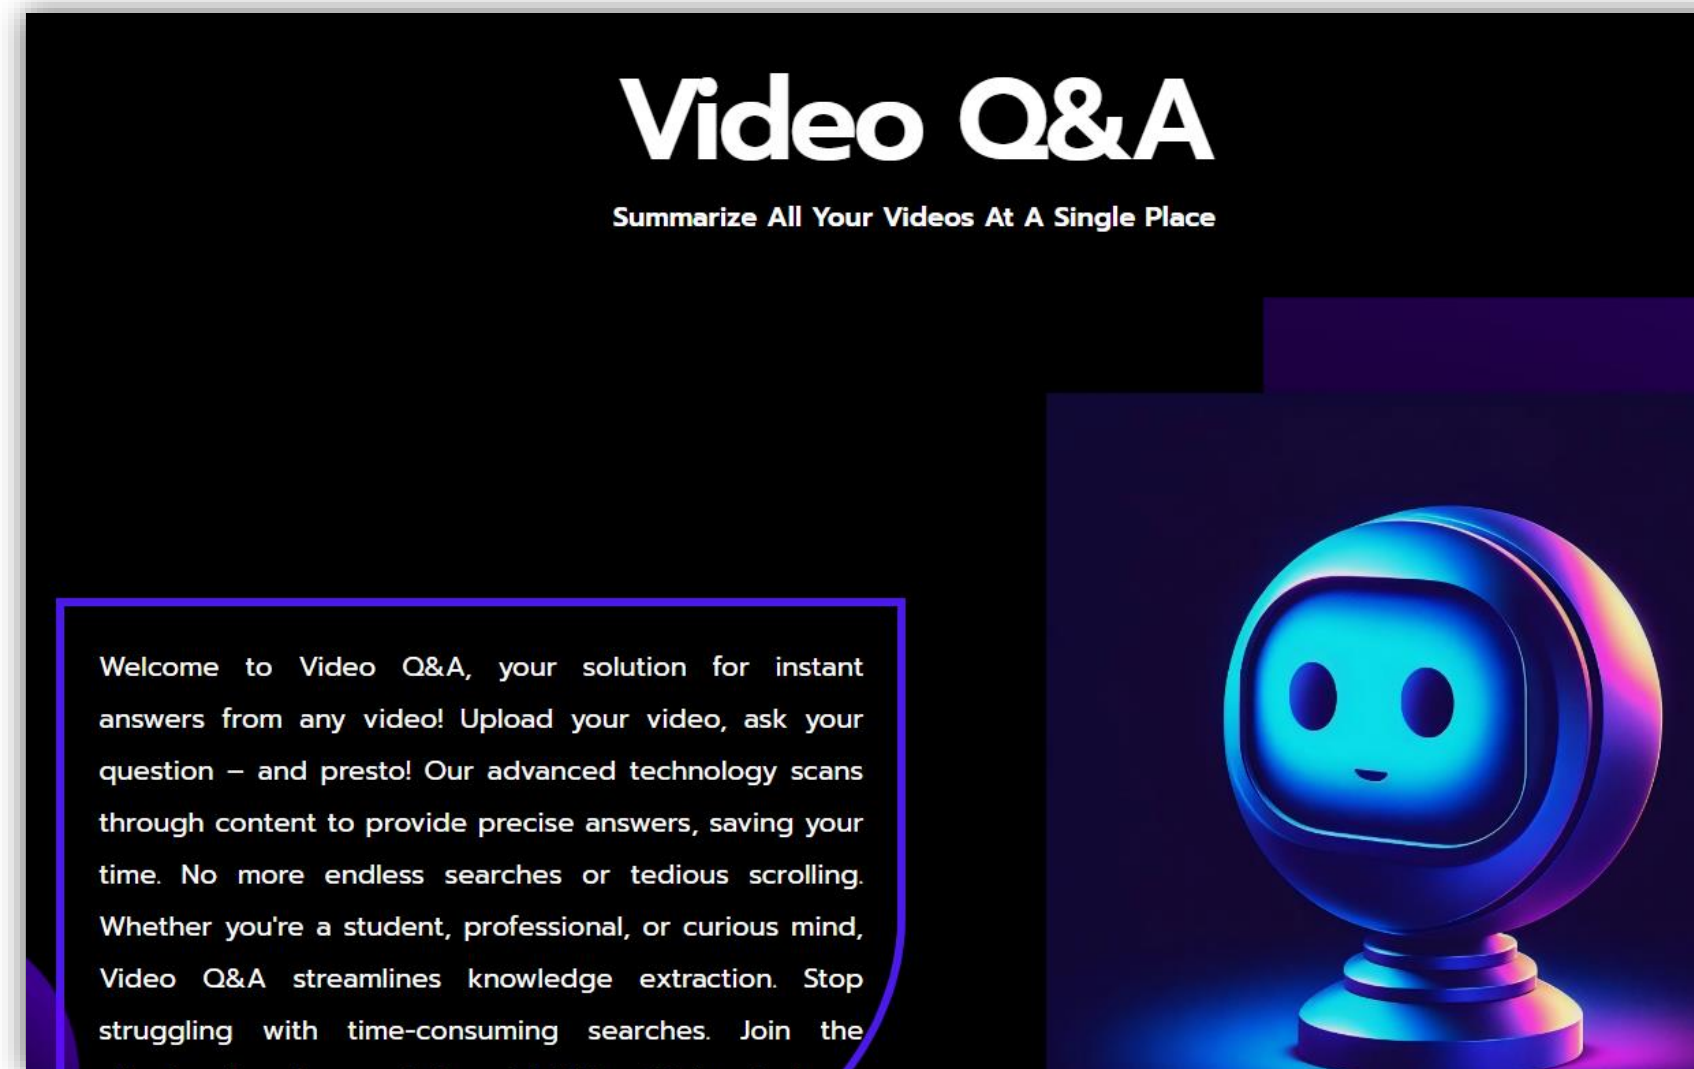 Video Q&A
Summarize All Your Videos At A Single Place
Welcome to Video Q&A, your solution for instant
answers from any video! Upload your video, ask your
question – and presto! Our advanced technology scans
through content to provide precise answers, saving your
time. No more endless searches or tedious scrolling.
Whether you're a student, professional, or curious mind,
Video Q&A streamlines knowledge extraction. Stop
struggling with time-consuming searches. Join the